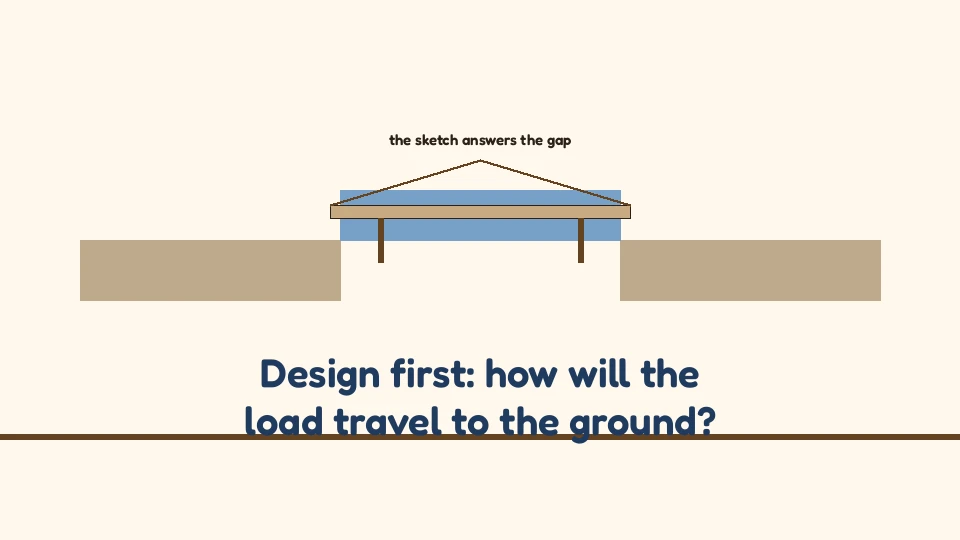 the sketch answers the gap
Design first: how will the
load travel to the ground?